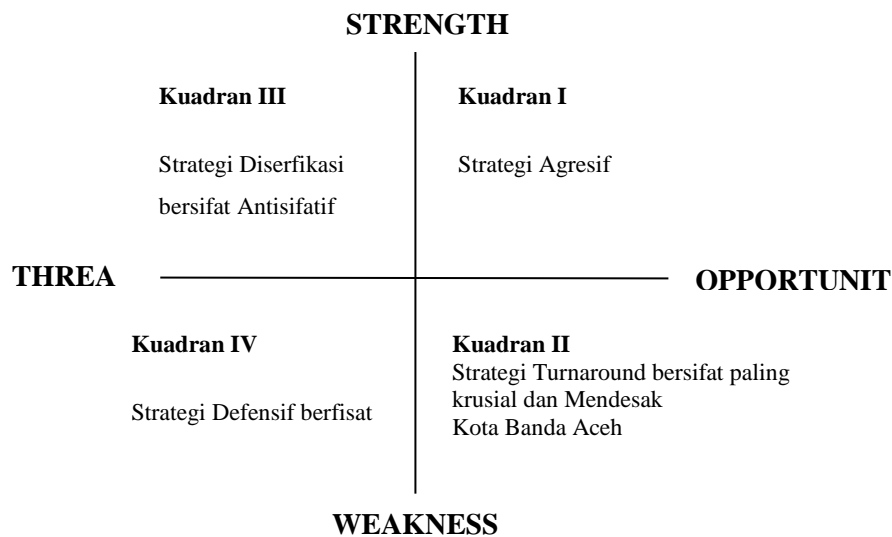 STRENGTH
Kuadran III
Strategi Diserfikasi
bersifat Antisifatif
Kuadran I
Strategi Agresif
THREA
OPPORTUNIT
Kuadran IV
Strategi Defensif berfisat
Kuadran II
Strategi Turnaround bersifat paling
krusial dan Mendesak
Kota Banda Aceh
WEAKNESS